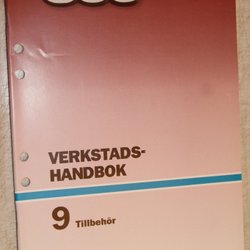 VERKSTADS-
HANDBOK
9 Tillbehör